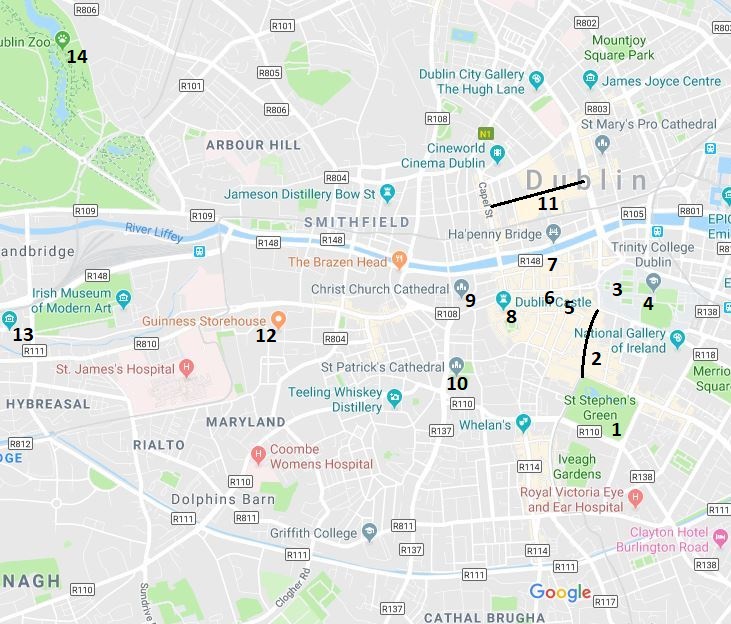 R806
R802
R101
Mountjoy
Square Park
ublin Zoo
14
Dublin City Gallery
The Hugh Lane
James Joyce Centre
R805
R101
R806
R803
R108
St Mary's Pro Cathedral
N1
ARBOUR HILL
Cineworld
Cinema Dublin
R804
Dublin
Jameson Distillery Bow St
Capel St
11
R109
R109
SMITHFIELD
R105
R801
EPIC
Emi
River Liffey
Ha'penny Bridge
R148
R148
Trinity College
Dublin
andbridge
The Brazen Head
R148
7
R148
Christ Church Cathedral
9
3
4
Irish Museum
of Modern Art
6
Dublin Castle
5
8
R108
R138
13
Guinness Storehouse
12
R111
R810
R804
National Gallery
of Ireland
R118
2
St. James's Hospital
St Patrick's Cathedral
10
Merrio
Squar
HYBREASAL
Teeling Whiskey
Distillery
R110
St Stephen's
Green
1
MARYLAND
Whelan's
R110
R812
RIALTO
R137
DGE
Iveagh
Gardens
Coombe
Womens Hospital
R114
R138
R110
Dolphins Barn
Royal Victoria Eye
and Ear Hospital
R111
R811
R111
Griffith College
R811
Clayton Hotel
Burlington Road
R137
R111
R114
R138
R111
NAGH
R110
Sundrive
Clogher Rd
Google
R117
R137
CATHAL BRUGHA